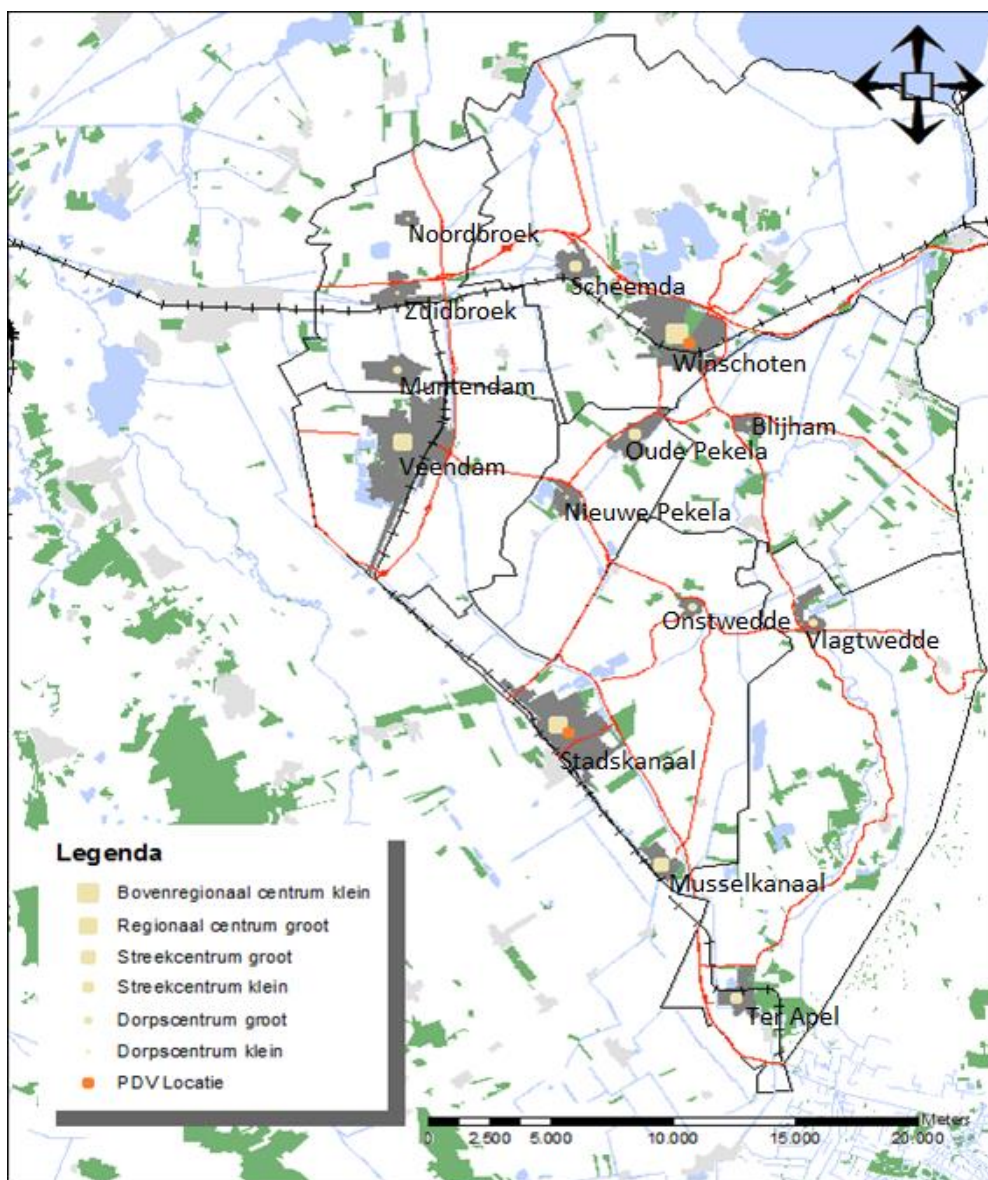 Noordbroek
Scheemda
Zuidbroek
Winschoten
Muntendam
Blijham
Oude Pekela
Veendam
Nieuwe Pekela
Onstwedde
Vlagtwedde
Stadskanaal
Musselkanaal
Ter Apel
Legenda
Bovenregionaal centrum klein
Regionaal centrum groot
Streekcentrum groot
Streekcentrum klein
Dorpscentrum groot
Dorpscentrum klein
PDV Locatie
Meters
0 2.500 5.000 10.000 15.000 20.000